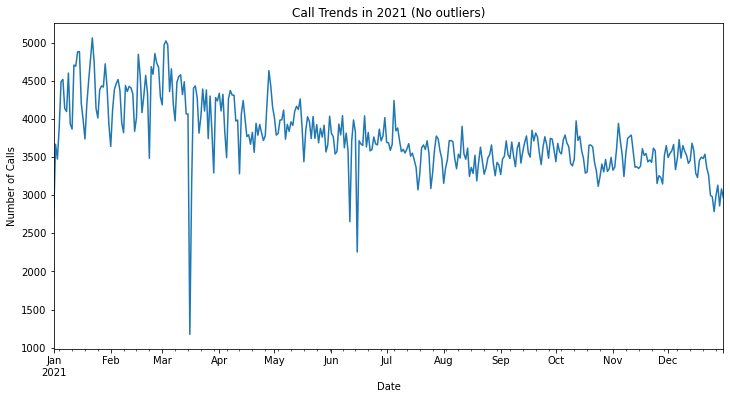 Call Trends in 2021 (No outliers)
Number of Calls
5000
4500
4000
3500
3000
2500
2000
1500
1000
Jan Feb Mar Apr May Jun Jul Aug Sep Oct Nov Dec
2021
Date